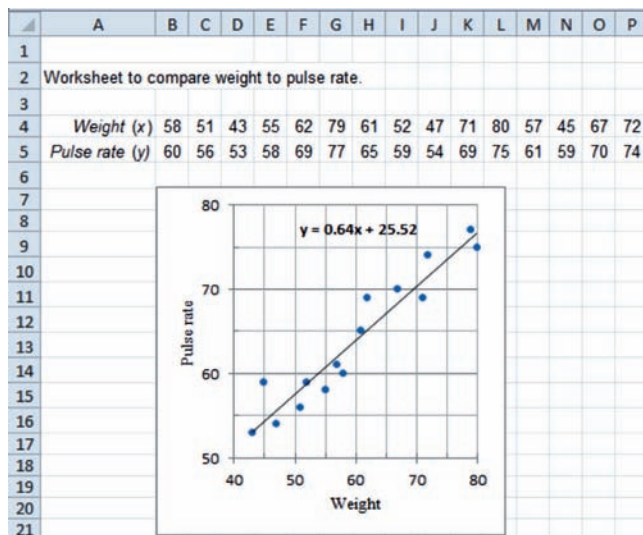 A B C D E F G H I J K L M N O P
1
2 Worksheet to compare weight to pulse rate.
3
4 Weight (x) 58 51 43 55 62 79 61 52 47 71 80 57 45 67 72
5 Pulse rate (y) 60 56 53 58 69 77 65 59 54 69 75 61 59 70 74
6
7
8 80
9 y = 0.64x + 25.52
10
11 70
12
13 Pulse rate
14 60
15
16
17 50
18 40 50 60 70 80
19 Weight
20
21